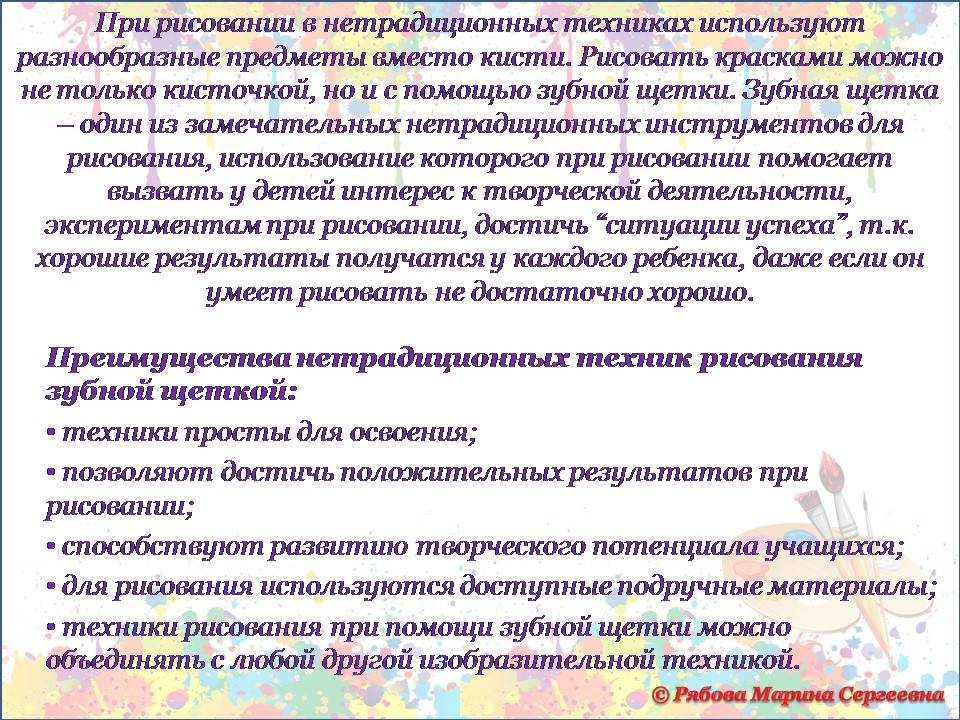 При рисовании в нетрадиционных техниках используют
разнообразные предметы вместо кисти. Рисовать красками можно
не только кисточкой, но и с помощью зубной щетки. Зубная щетка
– один из замечательных нетрадиционных инструментов для
рисования, использование которого при рисовании помогает
вызвать у детей интерес к творческой деятельности,
экспериментам при рисовании, достичь “ситуации успеха”, т.к.
хорошие результаты получатся у каждого ребенка, даже если он
умеет рисовать не достаточно хорошо.
Преимущества нетрадиционных техник рисования
зубной щеткой:
• техники просты для освоения;
• позволяют достичь положительных результатов при
рисовании;
• способствуют развитию творческого потенциала учащихся;
• для рисования используются доступные подручные материалы;
• техники рисования при помощи зубной щетки можно
объединять с любой другой изобразительной техникой.
© Рябова Марина Сергеевна